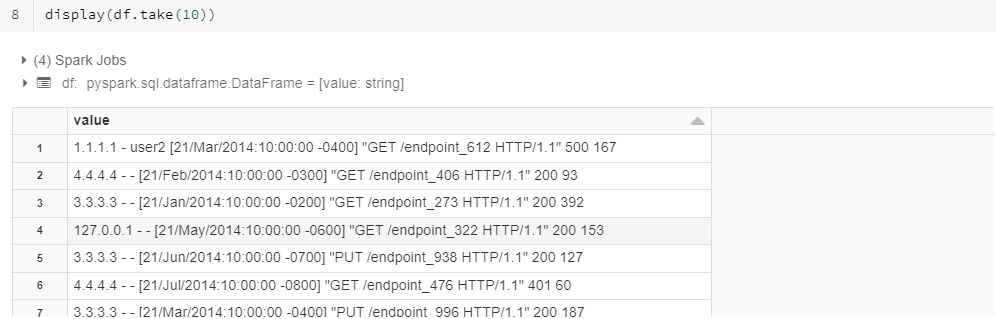 8 display(df.take(10))
(4) Spark Jobs
df: pyspark.sql.dataframe.DataFrame = [value: string]
value
1 1.1.1.1 - user2 [21/Mar/2014:10:00:00 -0400] "GET /endpoint_612 HTTP/1.1" 500 167
2 4.4.4.4 - - [21/Feb/2014:10:00:00 -0300] "GET /endpoint_406 HTTP/1.1" 200 93
3 3.3.3.3 - - [21/Jan/2014:10:00:00 -0200] "GET /endpoint_273 HTTP/1.1" 200 392
4 127.0.0.1 - - [21/May/2014:10:00:00 -0600] "GET /endpoint_322 HTTP/1.1" 200 153
5 3.3.3.3 - - [21/Jun/2014:10:00:00 -0700] "PUT /endpoint_938 HTTP/1.1" 200 127
6 4.4.4.4 - - [21/Jul/2014:10:00:00 -0800] "GET /endpoint_476 HTTP/1.1" 401 60
7 3.3.3.3 - - [21/Mar/2014:10:00:00 -0400] "PUT /endpoint_996 HTTP/1.1" 200 187